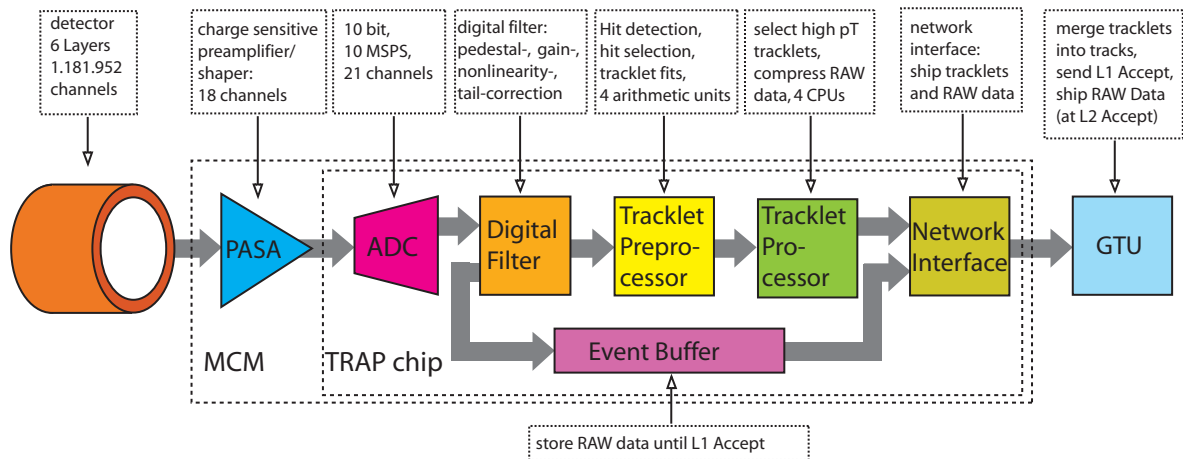 detector
6 Layers
1.181.952
channels
charge sensitive
preamplifier/
shaper:
18 channels
10 bit,
10 MSPS,
21 channels
digital filter:
pedestal-, gain-,
nonlinearity-,
tail-correction
Hit detection,
hit selection,
tracklet fits,
4 arithmetic units
select high pT
tracklets,
compress RAW
data, 4 CPUs
network
interface:
ship tracklets
and RAW data
merge tracklets
into tracks,
send L1 Accept,
ship RAW Data
(at L2 Accept)
PASA
ADC
Digital
Filter
Tracklet
Preproc-
cessor
Tracklet
Pro-
cessor
Network
Interface
GTU
MCM
TRAP chip
Event Buffer
store RAW data until L1 Accept